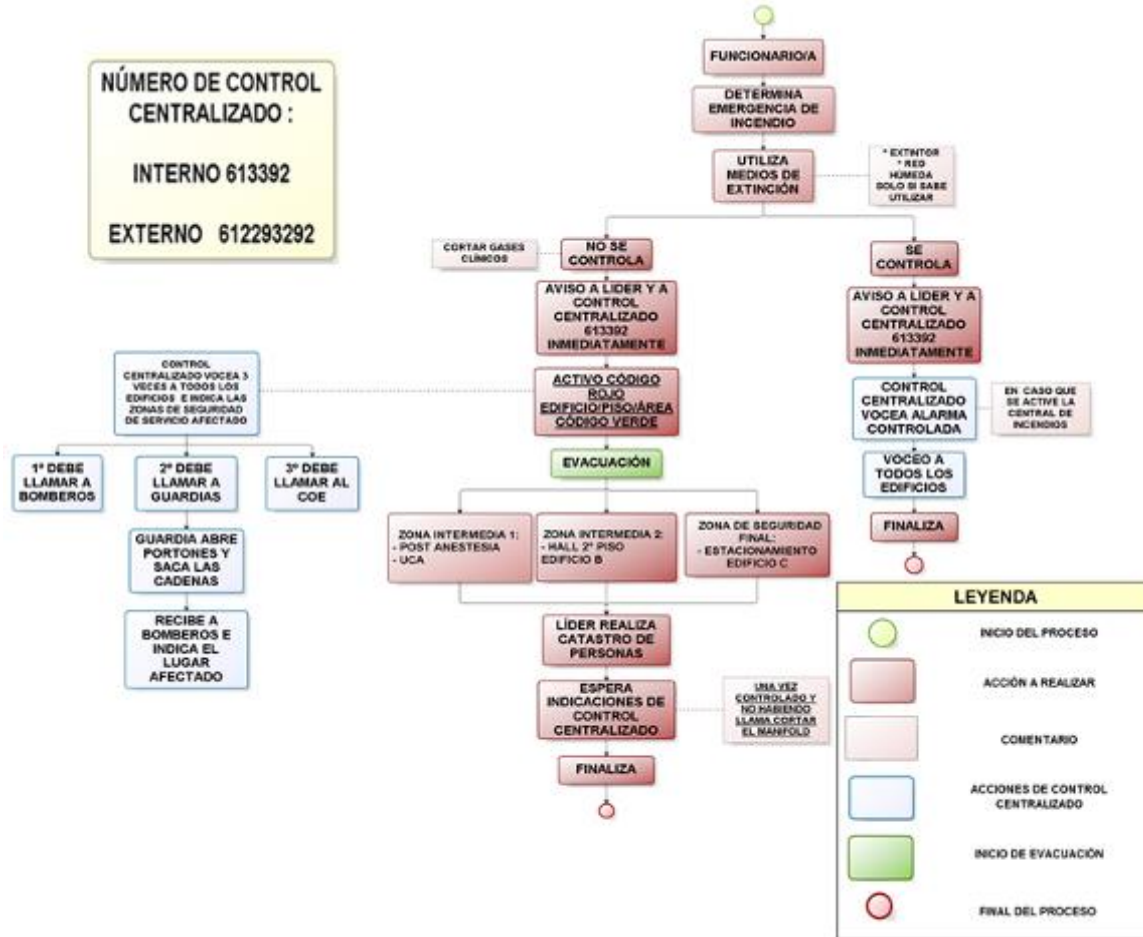 NÚMERO DE CONTROL
CENTRALIZADO :
INTERNO 613392
EXTERNO 612293292
FUNCIONARIO/A
DETERMINA
EMERGENCIA DE
INCENDIO
UTILIZA
MEDIOS DE
EXTINCIÓN
* EXTINTOR
* RED
HÚMEDA
SOLO SI SABE
UTILIZAR
CORTAR GASES
CLÍNICOS
NO SE
CONTROLA
AVISO A LIDER Y A
CONTROL
CENTRALIZADO
613392
INMEDIATAMENTE
ACTIVO CÓDIGO
ROJO
EDIFICIO/PISO/ÁREA
CÓDIGO VERDE
CONTROL
CENTRALIZADO VOCEA 3
VECES A TODOS LOS
EDIFICIOS E INDICA LAS
ZONAS DE SEGURIDAD
DE SERVICIO AFECTADO
1º DEBE
LLAMAR A
BOMBEROS
2º DEBE
LLAMAR A
GUARDIAS
3º DEBE
LLAMAR AL
COE
GUARDIA ABRE
PORTONES Y
SACA LAS
CADENAS
RECIBE A
BOMBEROS E
INDICA EL
LUGAR
AFECTADO
EVACUACIÓN
ZONA INTERMEDIA 1:
- POST ANESTESIA
- UCA
ZONA INTERMEDIA 2:
- HALL 2º PISO
EDIFICIO B
ZONA DE SEGURIDAD
FINAL:
- ESTACIONAMIENTO
EDIFICIO C
LÍDER REALIZA
CATASTRO DE
PERSONAS
ESPERA
INDICACIONES DE
CONTROL
CENTRALIZADO
UNA VEZ
CONTROLADO Y
NO HABIENDO
LLAMA CORTAR
EL MANIFOLD
FINALIZA
SE
CONTROLA
AVISO A LIDER Y A
CONTROL
CENTRALIZADO
613392
INMEDIATAMENTE
CONTROL
CENTRALIZADO
VOCEA ALARMA
CONTROLADA
EN CASO QUE
SE ACTIVE LA
CENTRAL DE
INCENDIOS
VOCEO A
TODOS LOS
EDIFICIOS
FINALIZA
LEYENDA
INICIO DEL PROCESO
ACCIÓN A REALIZAR
COMENTARIO
ACCIONES DE CONTROL
CENTRALIZADO
INICIO DE EVACUACIÓN
FINAL DEL PROCESO